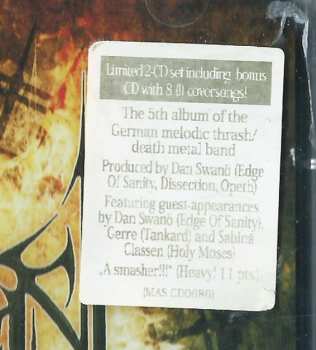 Limited 2-CD set including bonus
CD with 8 (!) coversongs!
The 5th album of the
German melodic thrash/
death metal band
Produced by Dan Swanö (Edge
Of Sanity, Dissection, Opeth)
Featuring guest-appearances
by Dan Swanö (Edge Of Sanity),
Gerre (Tankard) and Sabina
Classen (Holy Moses)
„A smasher!!!" (Heavy! 11 pts)
(MAS CD0686)